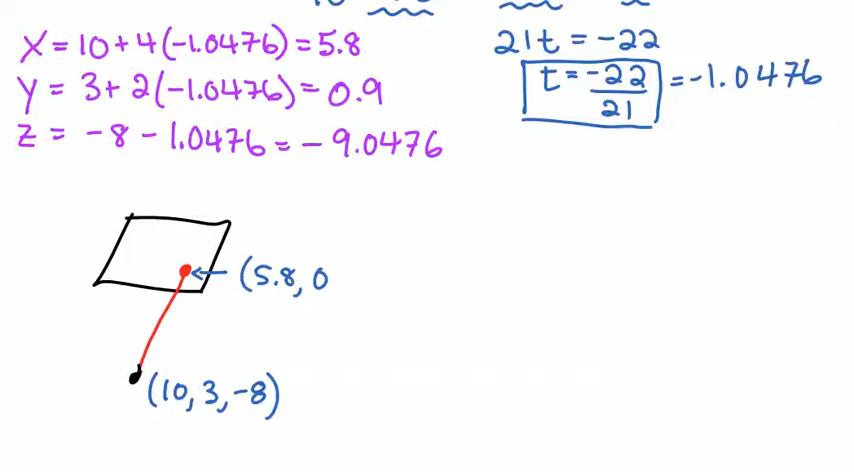 x = 10 + 4(-1.0476) = 5.8
y = 3 + 2(-1.0476) = 0.9
z = -8 - 1.0476 = -9.0476
21t = -22
t = -22/21 = -1.0476
(5.8, 0
(10, 3, -8)